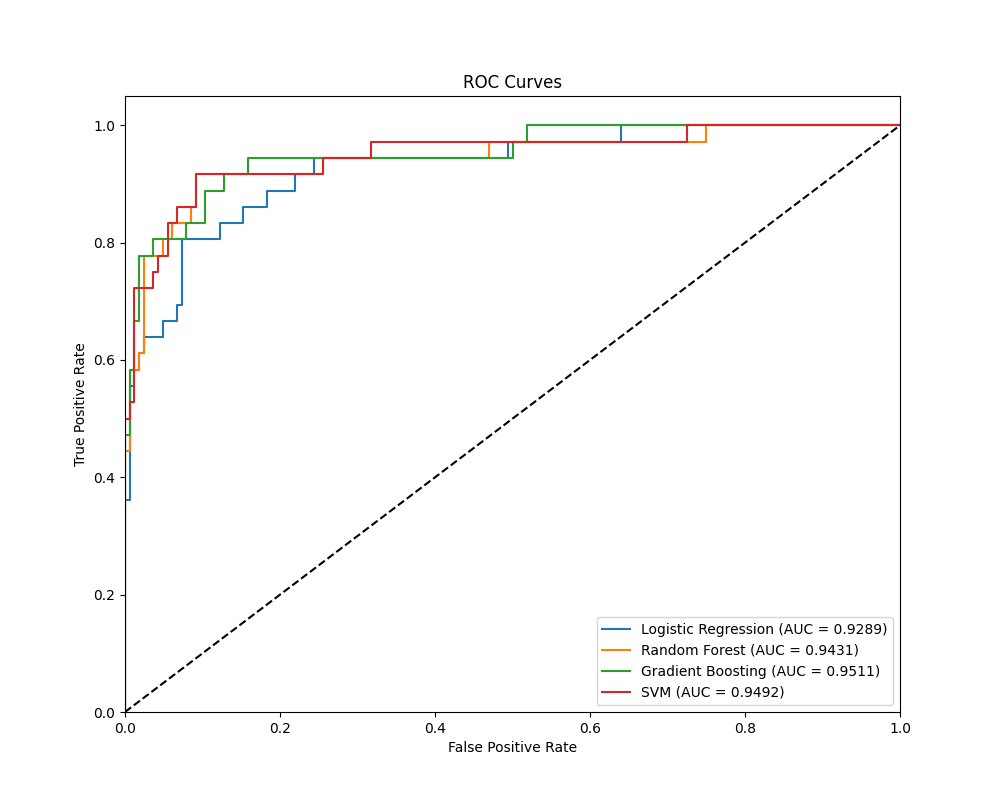 ROC Curves
1.0
0.8
0.6
0.4
0.2
0.0
True Positive Rate
0.0 0.2 0.4 0.6 0.8 1.0
False Positive Rate
Logistic Regression (AUC = 0.9289)
Random Forest (AUC = 0.9431)
Gradient Boosting (AUC = 0.9511)
SVM (AUC = 0.9492)